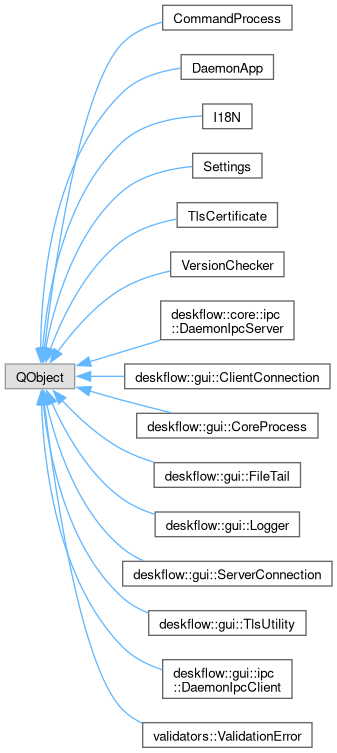 CommandProcess
DaemonApp
I18N
Settings
TlsCertificate
VersionChecker
deskflow::core::ipc
::DaemonIpcServer
QObject
deskflow::gui::ClientConnection
deskflow::gui::CoreProcess
deskflow::gui::FileTail
deskflow::gui::Logger
deskflow::gui::ServerConnection
deskflow::gui::TlsUtility
deskflow::gui::ipc
::DaemonIpcClient
validators::ValidationError